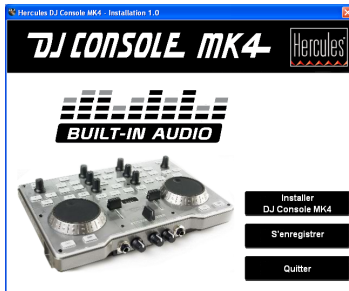 Hercules DJ Console MK4 - Installation 1.0
DJ CONSOLE MK4
Hercules
BUILT-IN AUDIO
Installer
DJ Console MK4
S'enregistrer
Quitter